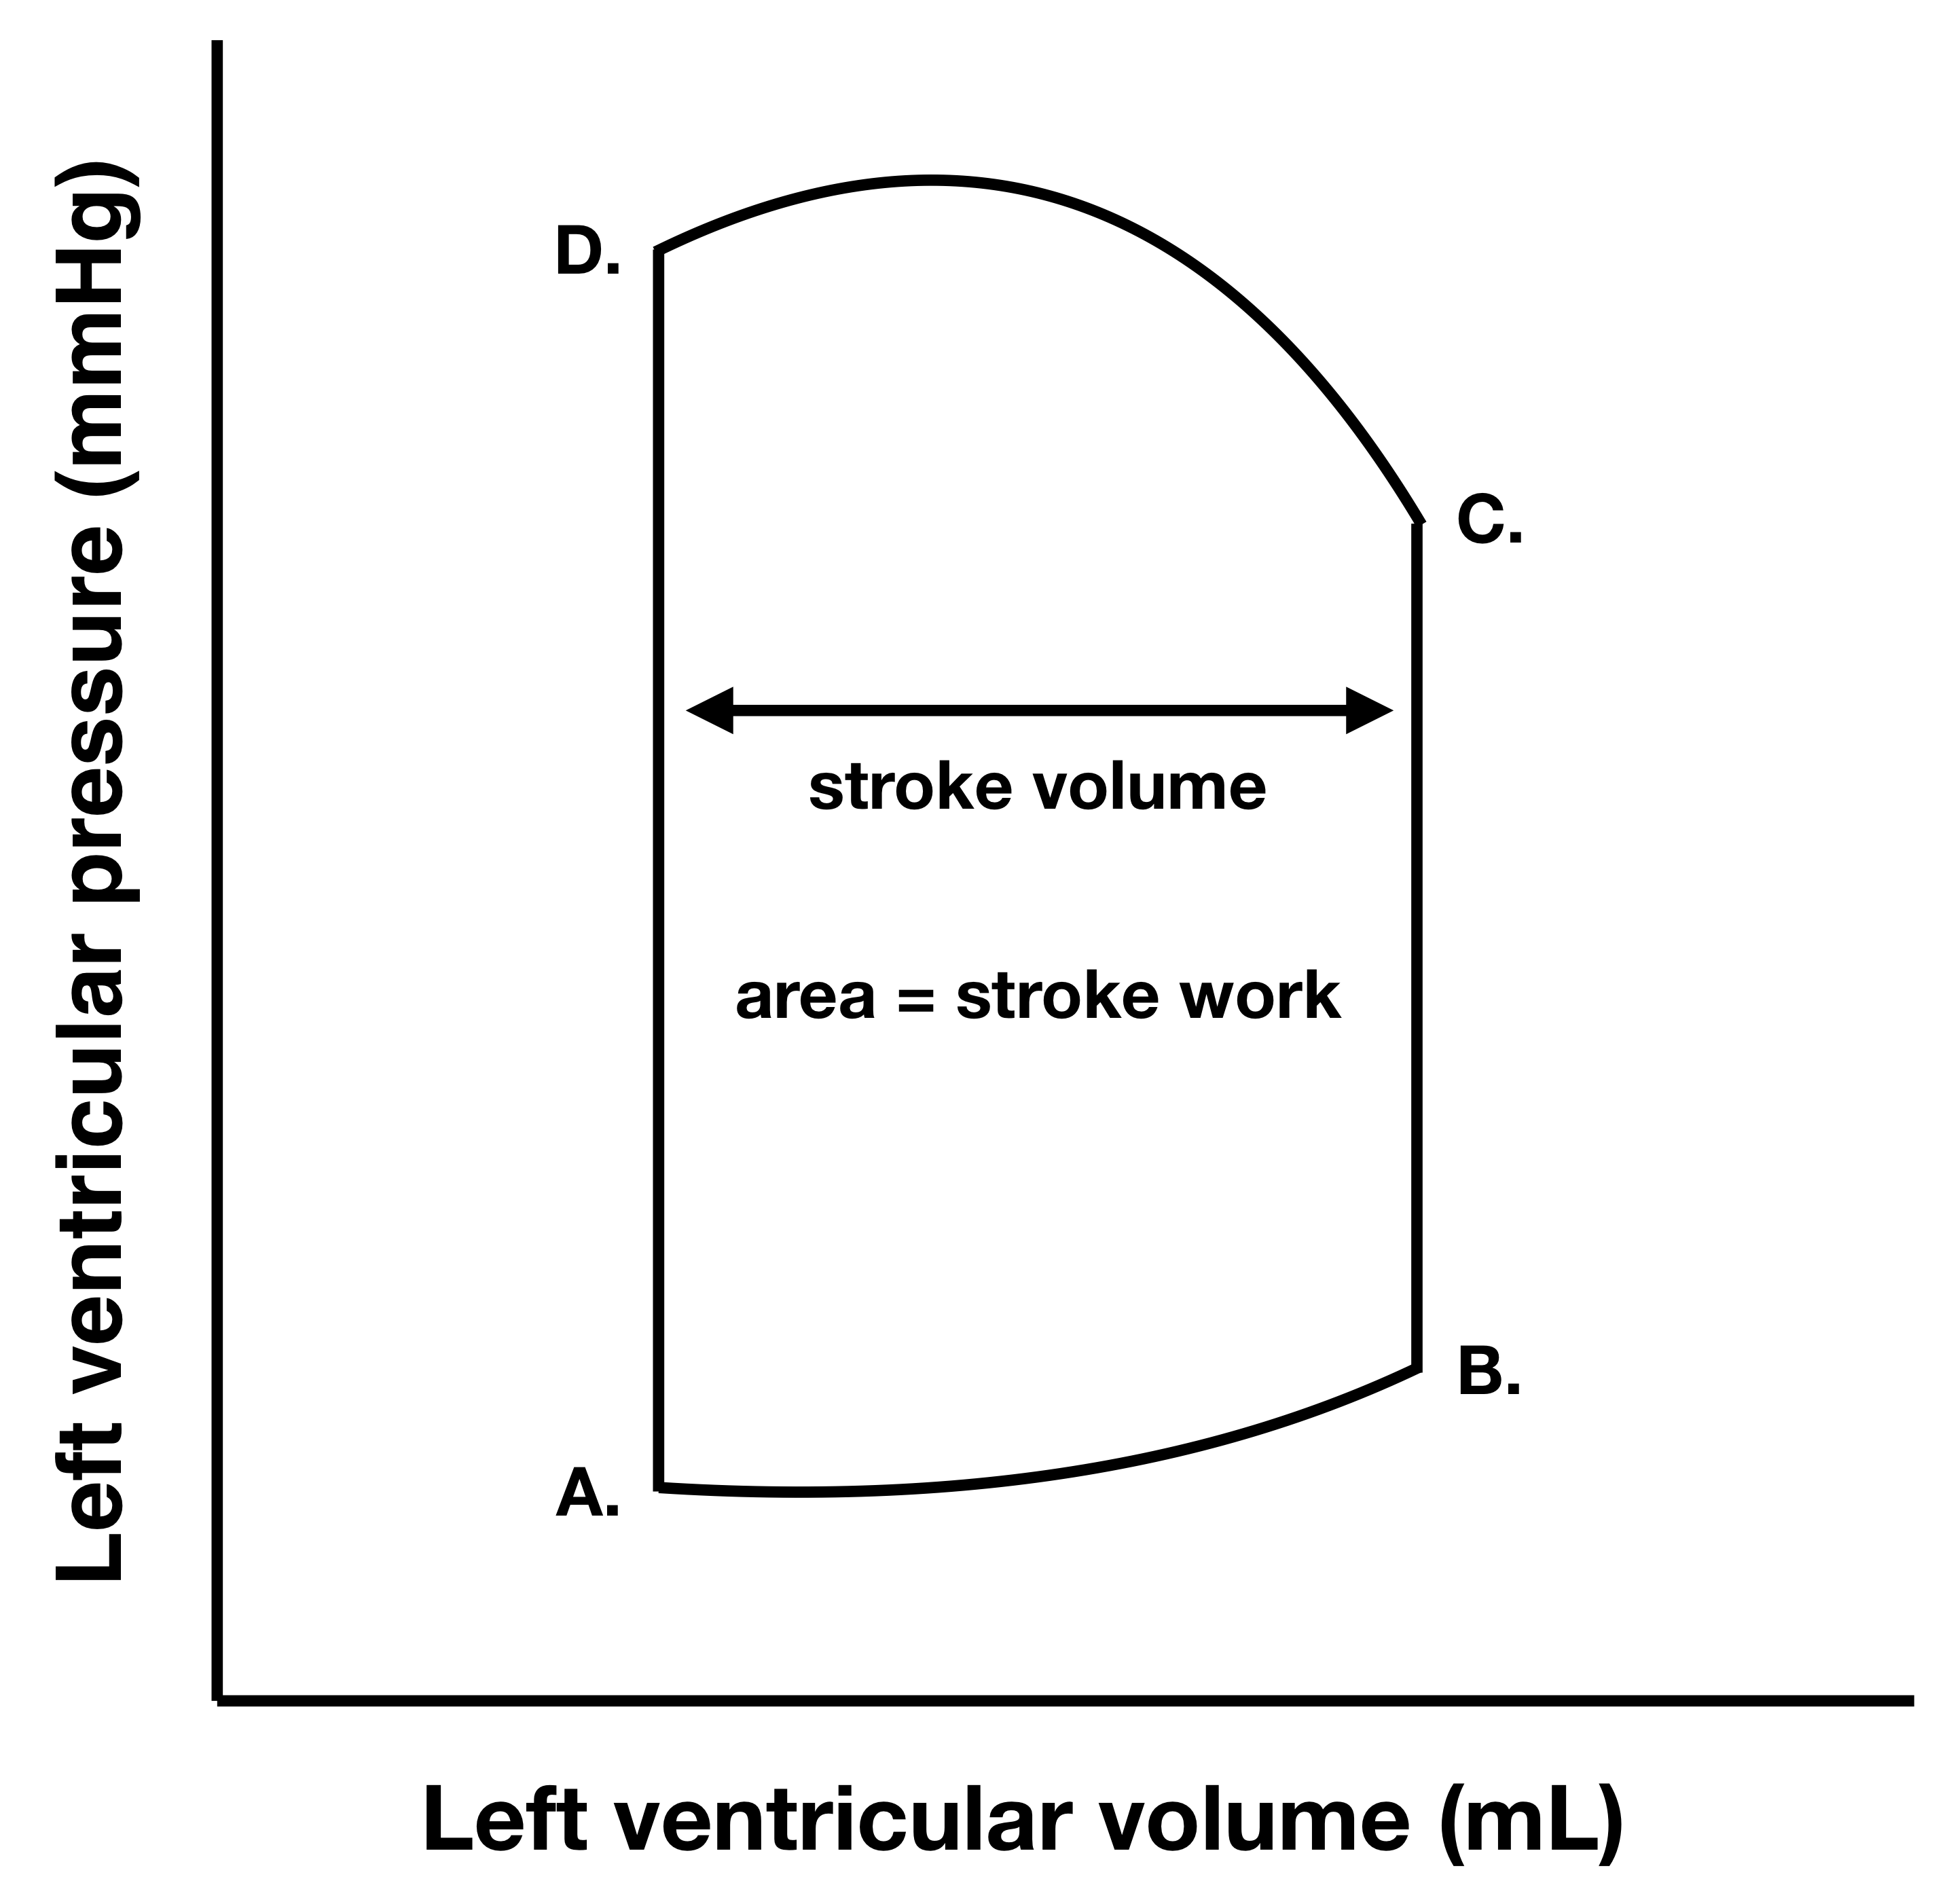 Left ventricular pressure (mmHg)
D.
C.
stroke volume
area = stroke work
B.
A.
Left ventricular volume (mL)